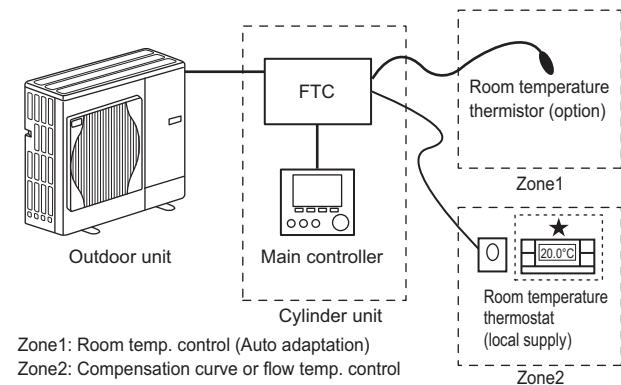 FTC
Room temperature
thermistor (option)
Zone1
Outdoor unit
Main controller
20.0°C
Room temperature
thermostat
(local supply)
Cylinder unit
Zone1: Room temp. control (Auto adaptation)
Zone2: Compensation curve or flow temp. control
Zone2